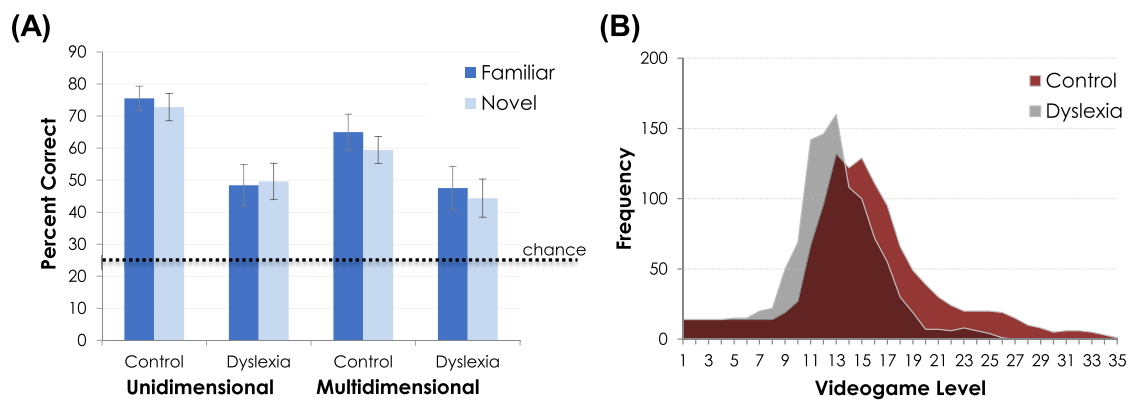 (A)
90
80
70
60
50
40
30
20
10
0
Percent Correct
Familiar
Novel
chance
Control Dyslexia Control Dyslexia
Unidimensional Multidimensional
(B)
200
150
100
50
0
Frequency
Control
Dyslexia
1 3 5 7 9 11 13 15 17 19 21 23 25 27 29 31 33 35
Videogame Level